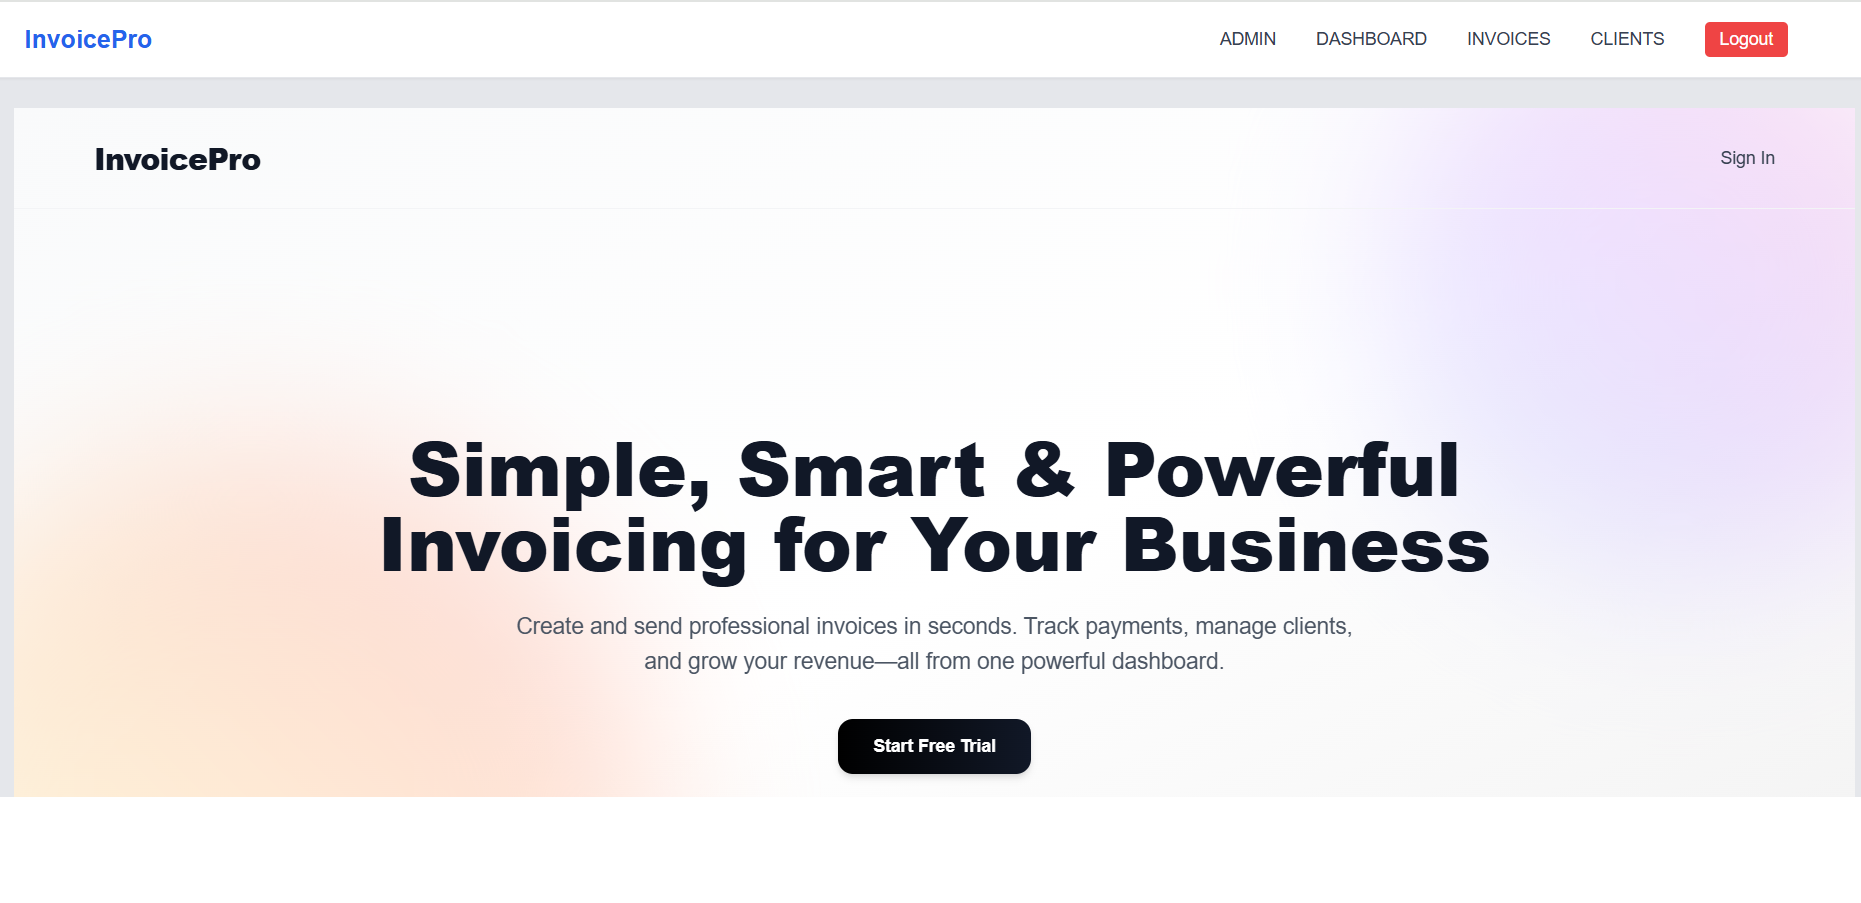 InvoicePro
ADMIN
DASHBOARD
INVOICES
CLIENTS
Logout
InvoicePro
Sign In
Simple, Smart & Powerful
Invoicing for Your Business
Create and send professional invoices in seconds. Track payments, manage clients,
and grow your revenue—all from one powerful dashboard.
Start Free Trial